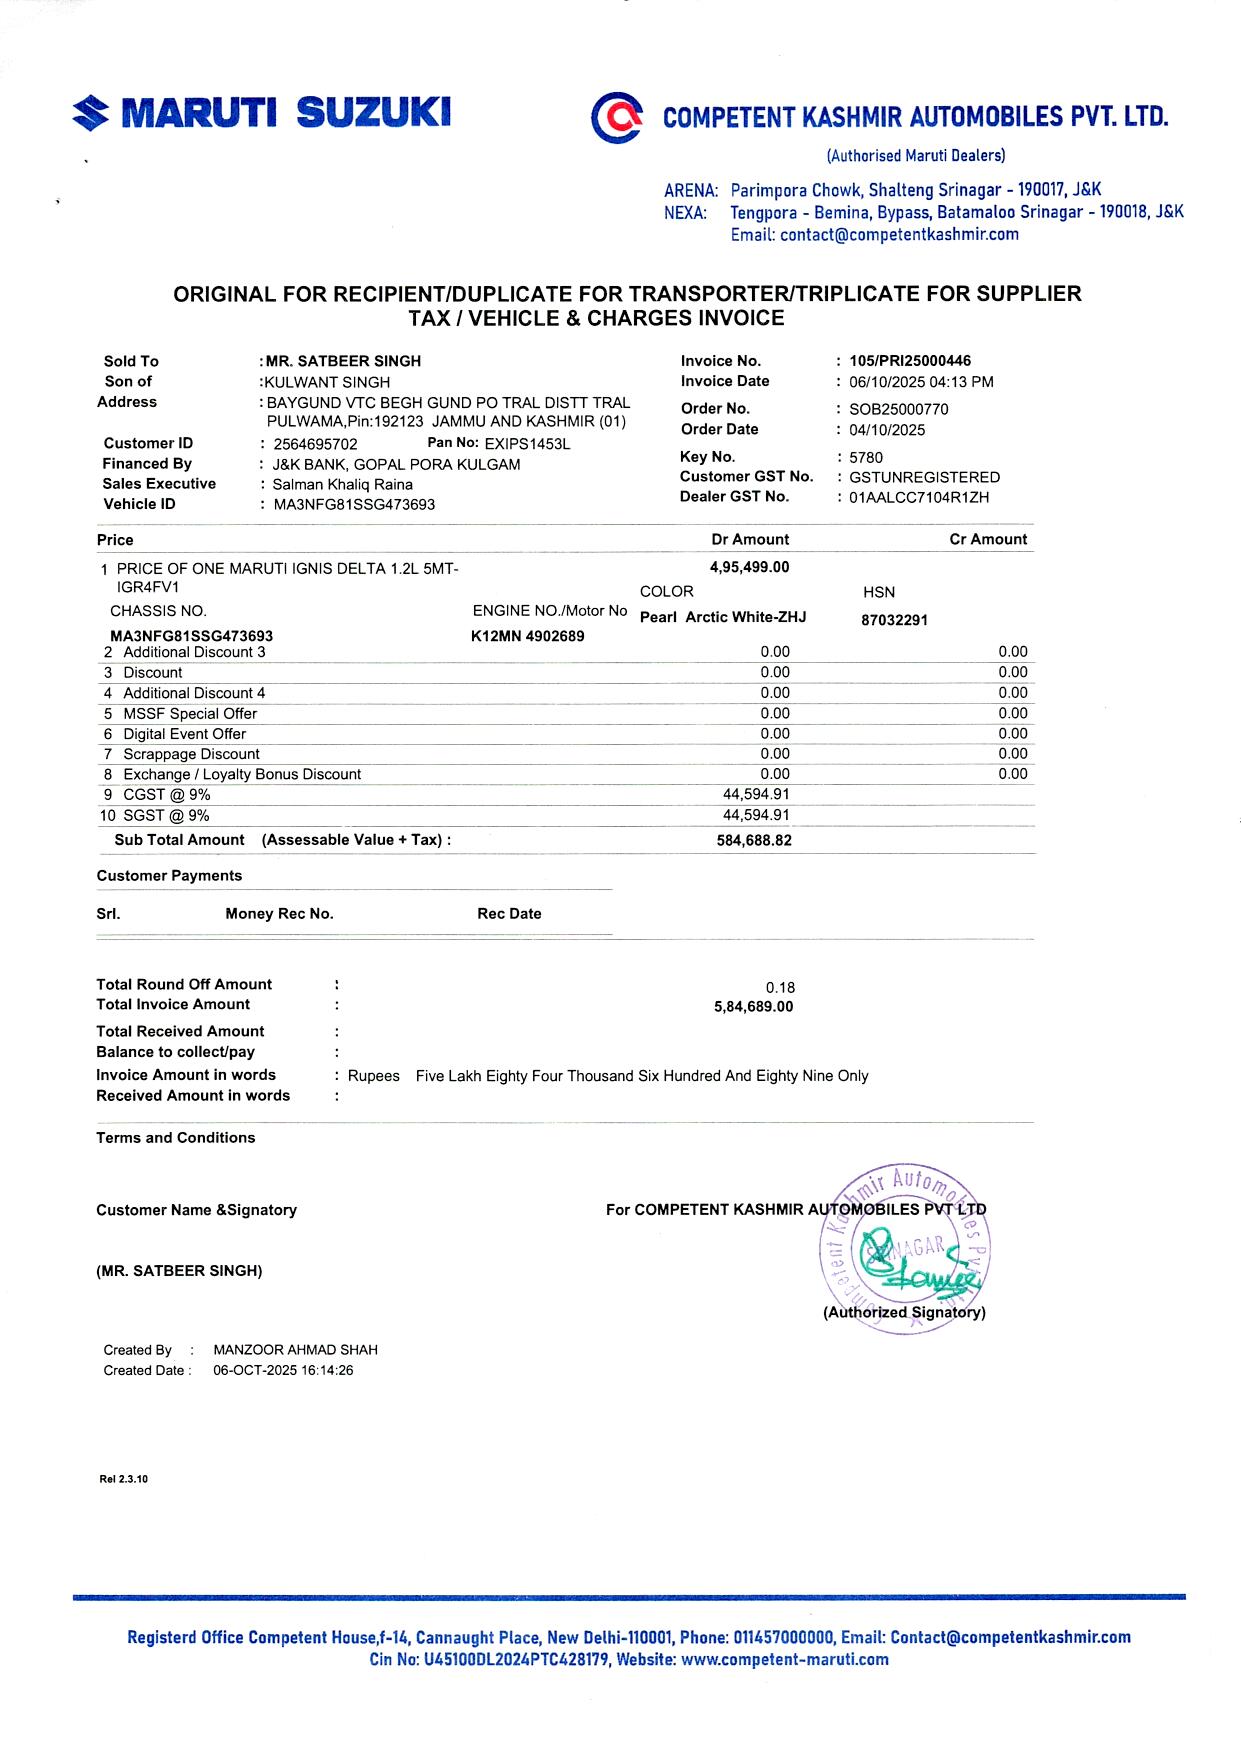 MARUTI SUZUKI
COMPETENT KASHMIR AUTOMOBILES PVT. LTD.
(Authorised Maruti Dealers)
ARENA: Parimpora Chowk, Shalteng Srinagar - 190017, J&K
NEXA: Tengpora - Bemina, Bypass, Batamaloo Srinagar - 190018, J&K
Email: contact@competentkashmir.com
ORIGINAL FOR RECIPIENT/DUPLICATE FOR TRANSPORTER/TRIPLICATE FOR SUPPLIER
TAX / VEHICLE & CHARGES INVOICE
Sold To : MR. SATBEER SINGH Invoice No. : 105/PRI25000446
Son of : KULWANT SINGH Invoice Date : 06/10/2025 04:13 PM
Address : BAYGUND VTC BEGH GUND PO TRAL DISTT TRAL Order No. : SOB25000770
PULWAMA,Pin:192123 JAMMU AND KASHMIR (01) Order Date : 04/10/2025
Customer ID : 2564695702 Pan No: EXIPS1453L Key No. : 5780
Financed By : J&K BANK, GOPAL PORA KULGAM Customer GST No. : GSTUNREGISTERED
Sales Executive : Salman Khaliq Raina Dealer GST No. : 01AALCC7104R1ZH
Vehicle ID : MA3NFG81SSG473693
Price Dr Amount Cr Amount
1 PRICE OF ONE MARUTI IGNIS DELTA 1.2L 5MT- 4,95,499.00
IGR4FV1 COLOR HSN
CHASSIS NO. ENGINE NO./Motor No Pearl Arctic White-ZHJ 87032291
MA3NFG81SSG473693 K12MN 4902689
2 Additional Discount 3 0.00 0.00
3 Discount 0.00 0.00
4 Additional Discount 4 0.00 0.00
5 MSSF Special Offer 0.00 0.00
6 Digital Event Offer 0.00 0.00
7 Scrappage Discount 0.00 0.00
8 Exchange / Loyalty Bonus Discount 0.00 0.00
9 CGST @ 9% 44,594.91
10 SGST @ 9% 44,594.91
Sub Total Amount (Assessable Value + Tax) : 584,688.82
Customer Payments
Srl. Money Rec No. Rec Date
Total Round Off Amount : 0.18
Total Invoice Amount : 5,84,689.00
Total Received Amount :
Balance to collect/pay :
Invoice Amount in words : Rupees Five Lakh Eighty Four Thousand Six Hundred And Eighty Nine Only
Received Amount in words :
Terms and Conditions
Customer Name &Signatory For COMPETENT KASHMIR AUTOMOBILES PVT LTD
Competent Kashmir Automobiles Pvt. Ltd.
SRINAGAR
(MR. SATBEER SINGH)
(Authorized Signatory)
Created By : MANZOOR AHMAD SHAH
Created Date : 06-OCT-2025 16:14:26
Rel 2.3.10
Registerd Office Competent House,f-14, Cannaught Place, New Delhi-110001, Phone: 011457000000, Email: Contact@competentkashmir.com
Cin No: U45100DL2024PTC428179, Website: www.competent-maruti.com